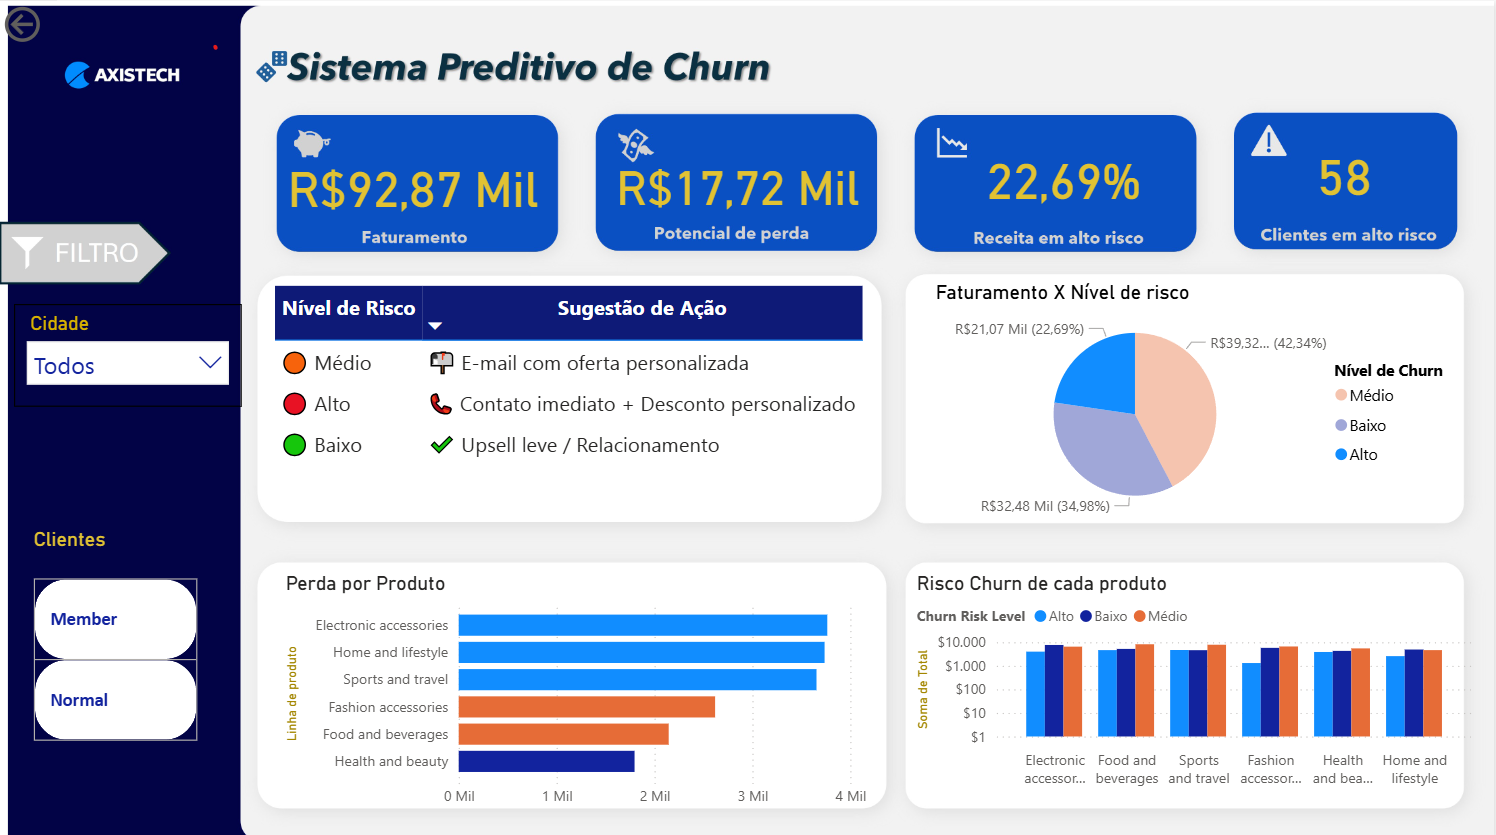 AXISTECH
Sistema Preditivo de Churn
R$92,87 Mil
Faturamento
R$17,72 Mil
Potencial de perda
22,69%
Receita em alto risco
58
Clientes em alto risco
FILTRO
Cidade
Todos
Clientes
Member
Normal
Nível de Risco Sugestão de Ação
Médio E-mail com oferta personalizada
Alto Contato imediato + Desconto personalizado
Baixo Upsell leve / Relacionamento
Faturamento X Nível de risco
R$21,07 Mil (22,69%)
R$39,32... (42,34%)
R$32,48 Mil (34,98%)
Nível de Churn
Médio
Baixo
Alto
Perda por Produto
Linha de produto
Electronic accessories
Home and lifestyle
Sports and travel
Fashion accessories
Food and beverages
Health and beauty
0 Mil 1 Mil 2 Mil 3 Mil 4 Mil
Risco Churn de cada produto
Churn Risk Level Alto Baixo Médio
Soma de Total
$10.000
$1.000
$100
$10
$1
Electronic accessor...
Food and beverages
Sports and travel
Fashion accessor...
Health and bea...
Home and lifestyle